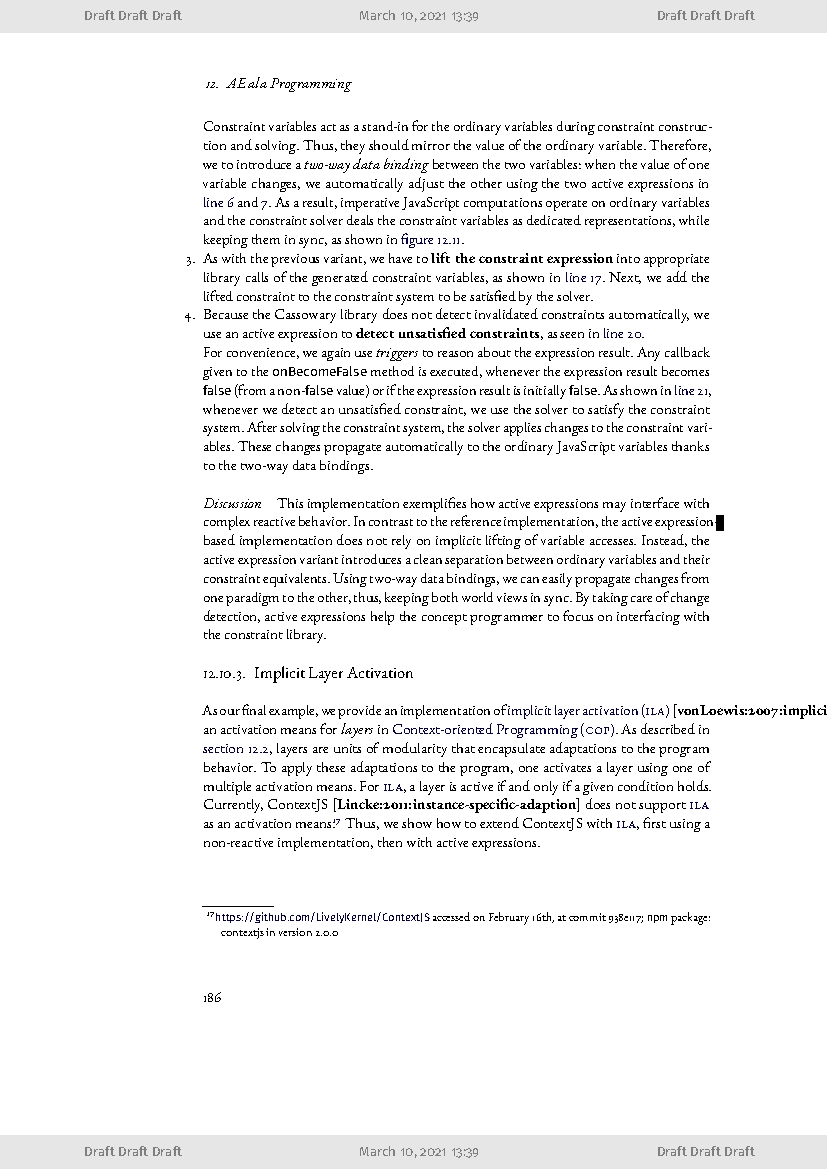 Draft Draft Draft March 10, 2021 13:39 Draft Draft Draft
12. AEala Programming
Constraint variables act as a stand-in for the ordinary variables during constraint construc-
tion and solving. Thus, they should mirror the value of the ordinary variable. Therefore,
we to introduce a two-way data binding between the two variables: when the value of one
variable changes, we automatically adjust the other using the two active expressions in
line 6 and 7. As a result, imperative JavaScript computations operate on ordinary variables
and the constraint solver deals the constraint variables as dedicated representations, while
keeping them in sync, as shown in figure 12.11.
3. As with the previous variant, we have to lift the constraint expression into appropriate
library calls of the generated constraint variables, as shown in line 17. Next, we add the
lifted constraint to the constraint system to be satisfied by the solver.
4. Because the Cassowary library does not detect invalidated constraints automatically, we
use an active expression to detect unsatisfied constraints, as seen in line 20.
For convenience, we again use triggers to reason about the expression result. Any callback
given to the onBecomeFalse method is executed, whenever the expression result becomes
false (from a non-false value) or if the expression result is initially false. As shown in line 21,
whenever we detect an unsatisfied constraint, we use the solver to satisfy the constraint
system. After solving the constraint system, the solver applies changes to the constraint vari-
ables. These changes propagate automatically to the ordinary JavaScript variables thanks
to the two-way data bindings.
Discussion This implementation exemplifies how active expressions may interface with
complex reactive behavior. In contrast to the reference implementation, the active expression-
based implementation does not rely on implicit lifting of variable accesses. Instead, the
active expression variant introduces a clean separation between ordinary variables and their
constraint equivalents. Using two-way data bindings, we can easily propagate changes from
one paradigm to the other, thus, keeping both world views in sync. By taking care of change
detection, active expressions help the concept programmer to focus on interfacing with
the constraint library.
12.10.3. Implicit Layer Activation
As our final example, we provide an implementation of implicit layer activation (ILA) [vonLoewis:2007:implici
an activation means for layers in Context-oriented Programming (COP). As described in
section 12.2, layers are units of modularity that encapsulate adaptations to the program
behavior. To apply these adaptations to the program, one activates a layer using one of
multiple activation means. For ILA, a layer is active if and only if a given condition holds.
Currently, ContextJS [Lincke:2011:instance-specific-adaption] does not support ILA
as an activation means.17 Thus, we show how to extend ContextJS with ILA, first using a
non-reactive implementation, then with active expressions.
17 https://github.com/LivelyKernel/ContextJS accessed on February 16th, at commit 938e117; npm package:
contextjs in version 2.0.0
186
Draft Draft Draft March 10, 2021 13:39 Draft Draft Draft